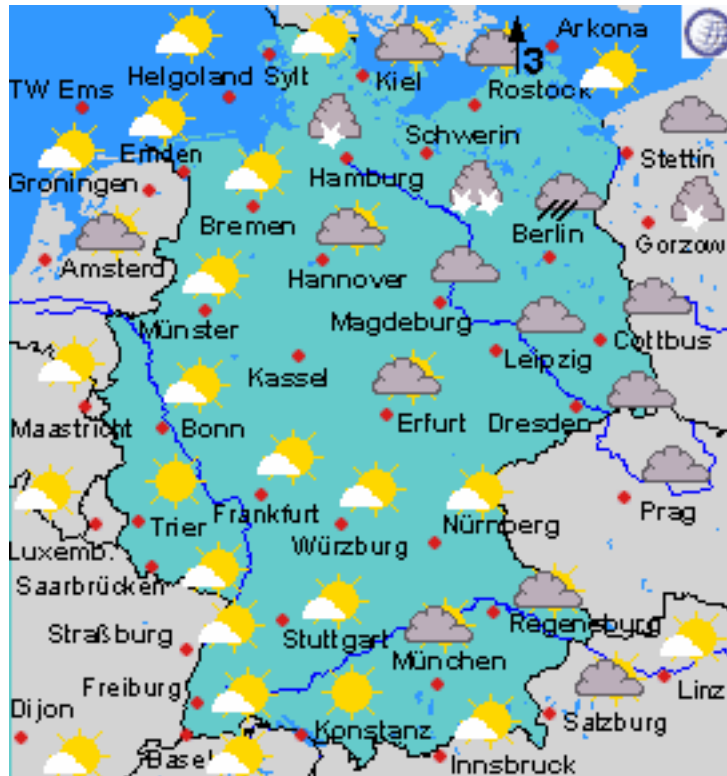 Arkona
3
Helgoland
Sylt
Kiel
Rostock
TW Ems
Schwerin
Stettin
Emden
Hamburg
Groningen
Bremen
Berlin
Gorzow
Amsterd
Hannover
Münster
Magdeburg
Cottbus
Leipzig
Kassel
Maastricht
Bonn
Erfurt
Dresden
Frankfurt
Prag
Trier
Würzburg
Nürnberg
Luxemb.
Saarbrücken
Straßburg
Stuttgart
Regensburg
München
Freiburg
Linz
Dijon
Konstanz
Salzburg
Basel
Innsbruck